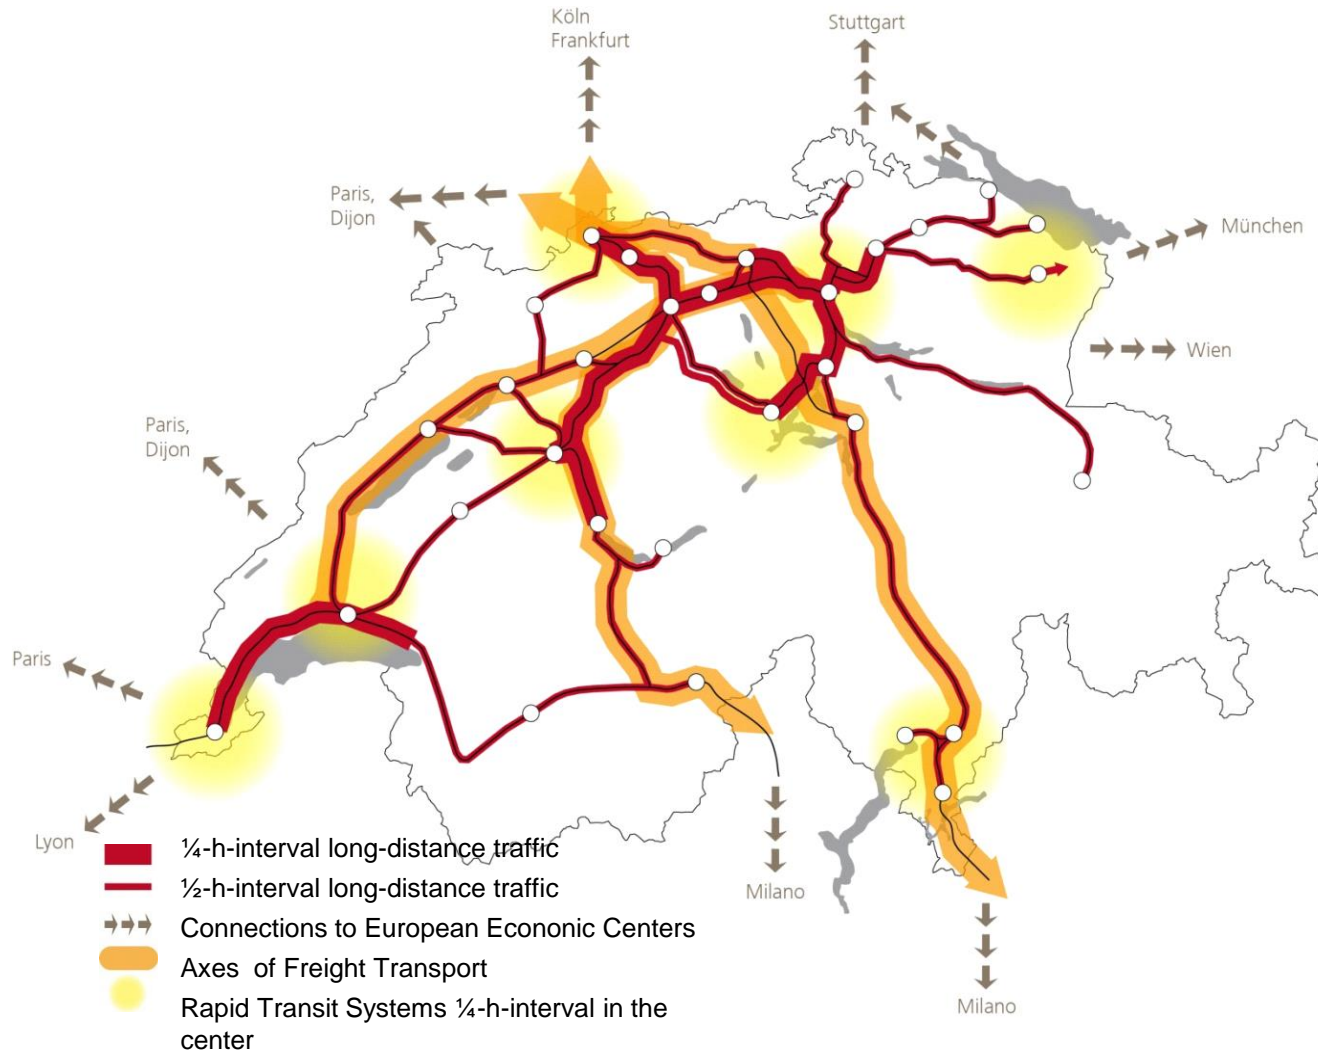 Köln
Frankfurt
Stuttgart
Paris,
Dijon
München
Wien
Paris,
Dijon
Paris
Lyon
Milano
Milano
¼-h-interval long-distance traffic
½-h-interval long-distance traffic
Connections to European Econonic Centers
Axes of Freight Transport
Rapid Transit Systems ¼-h-interval in the
center